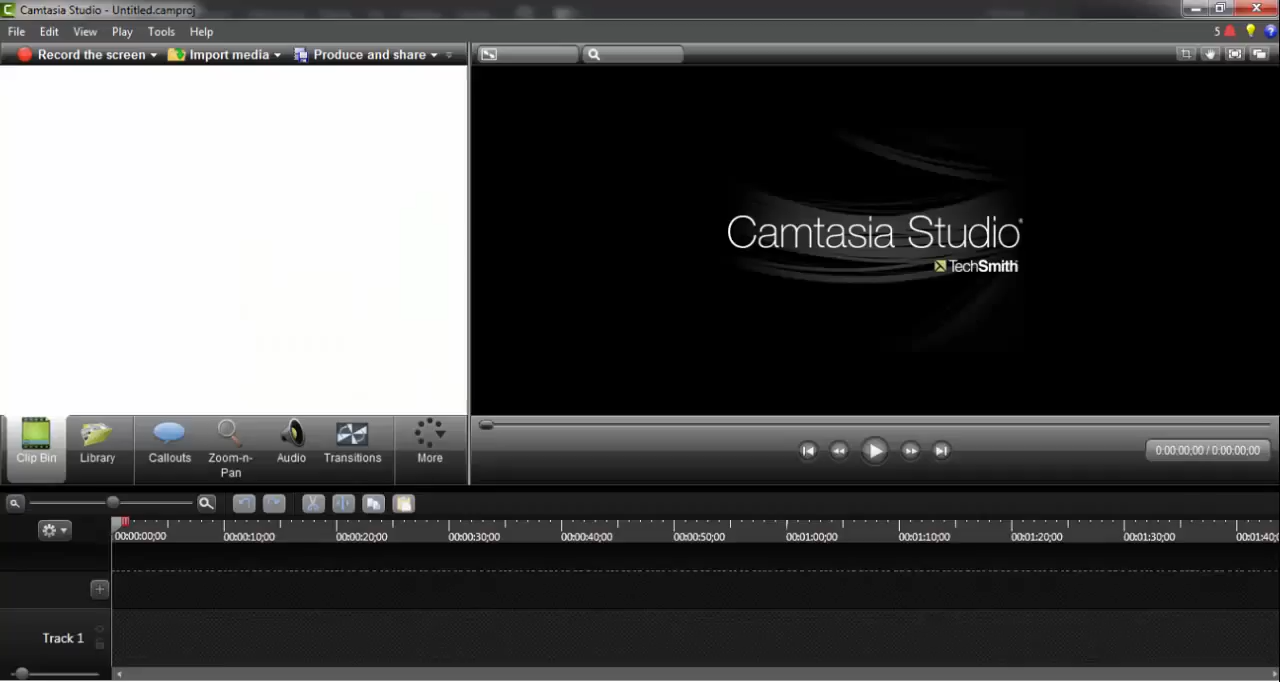 Camtasia Studio - Untitled.camproj
File Edit View Play Tools Help
5
Record the screen Import media Produce and share
Camtasia Studio®
TechSmith
Clip Bin Library Callouts Zoom-n-Pan Audio Transitions More
0:00:00;00 / 0:00:00;00
00:00:00;00 00:00:10;00 00:00:20;00 00:00:30;00 00:00:40;00 00:00:50;00 00:01:00;00 00:01:10;00 00:01:20;00 00:01:30;00 00:01:40;0
Track 1